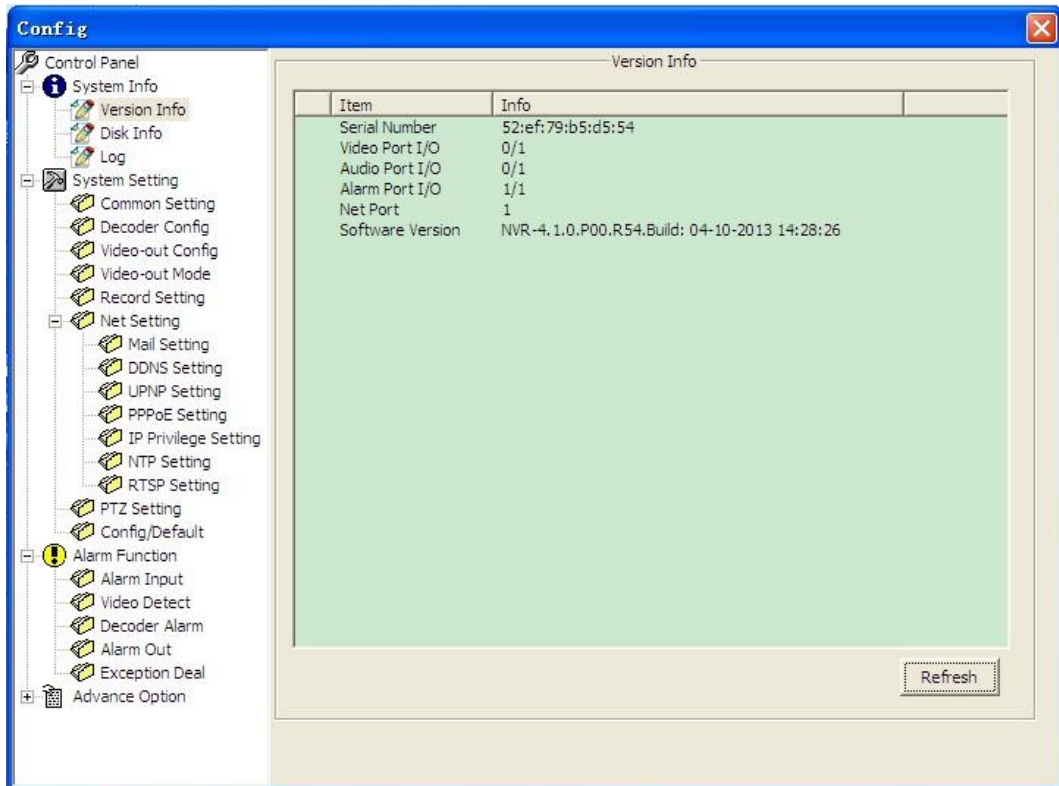 Config
Control Panel
System Info
Version Info
Disk Info
Log
System Setting
Common Setting
Decoder Config
Video-out Config
Video-out Mode
Record Setting
Net Setting
Mail Setting
DDNS Setting
UPNP Setting
PPPoE Setting
IP Privilege Setting
NTP Setting
RTSP Setting
PTZ Setting
Config/Default
Alarm Function
Alarm Input
Video Detect
Decoder Alarm
Alarm Out
Exception Deal
Advance Option
Version Info
Item Info
Serial Number 52:ef:79:b5:d5:54
Video Port I/O 0/1
Audio Port I/O 0/1
Alarm Port I/O 1/1
Net Port 1
Software Version NVR-4.1.0.P00.R54.Build: 04-10-2013 14:28:26
Refresh